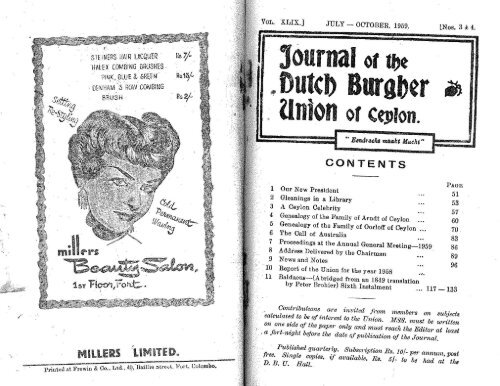 STEINERS HAIR LACQUER Rs 7/-
HALEX COMBING BRUSHES
PINK, BLUE & GREEN Rs 18/-
DENHAM 3 ROW COMBING
BRUSH Rs 2/-
Setting
Re-styling
Cold
Permanent
Waving
millers
Beauty Salon,
1st Floor, Fort.
MILLERS LIMITED.
Printed at Frewin & Co., Ltd., 40, Baillie Street, Fort, Colombo.
VOL. XLIX.] JULY — OCTOBER, 1959. [Nos. 3 & 4.
Journal of the
Dutch Burgher
Union of Ceylon.
"Eendracht maakt Macht"
CONTENTS
PAGE
1 Our New President ... 51
2 Gleanings in a Library ... 53
3 A Ceylon Celebrity ... 57
4 Genealogy of the Family of Arndt of Ceylon ... 60
5 Genealogy of the Family of Oorloff of Ceylon ... 70
6 The Call of Australia ... 82
7 Proceedings at the Annual General Meeting—1959 ... 86
8 Address Delivered by the Chairman ... 89
9 News and Notes ... 96
10 Report of the Union for the year 1958 ...
11 Baldaeus—(Abridged from an 1849 translation
by Peter Brohier) Sixth Instalment ... 117 — 133
Contributions are invited from members on subjects
calculated to be of interest to the Union. MSS. must be written
on one side of the paper only and must reach the Editor at least
a fort-night before the date of publication of the Journal.
Published quarterly. Subscription Rs. 10/- per annum, post
free. Single copies, if available, Rs. 5/- to be had at the
D. B. U. Hall.